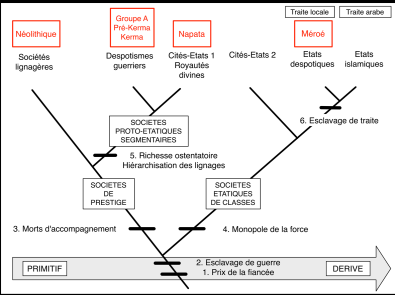 Traite locale
Traite arabe
Néolithique
Groupe A
Pré-Kerma
Kerma
Napata
Méroé
Sociétés
lignagères
Despotismes
guerriers
Cités-Etats 1
Royautés
divines
Cités-Etats 2
Etats
despotiques
Etats
islamiques
SOCIETES
PROTO-ETATIQUES
SEGMENTAIRES
6. Esclavage de traite
5. Richesse ostentatoire
Hiérarchisation des lignages
SOCIETES
DE
PRESTIGE
SOCIETES
ETATIQUES
DE CLASSES
3. Morts d'accompagnement
4. Monopole de la force
2. Esclavage de guerre
1. Prix de la fiancée
PRIMITIF
DERIVE